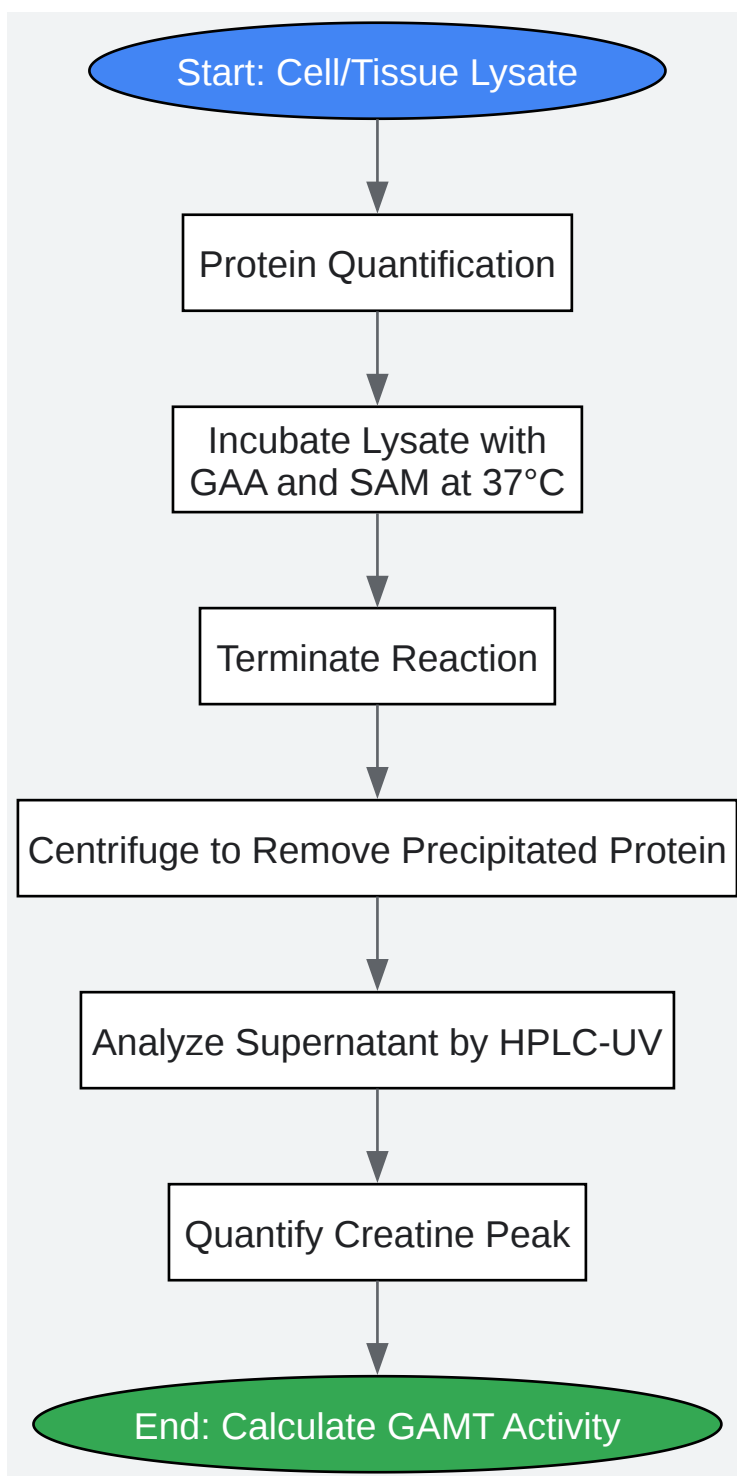 Start: Cell/Tissue Lysate
Protein Quantification
Incubate Lysate with
GAA and SAM at 37°C
Terminate Reaction
Centrifuge to Remove Precipitated Protein
Analyze Supernatant by HPLC-UV
Quantify Creatine Peak
End: Calculate GAMT Activity